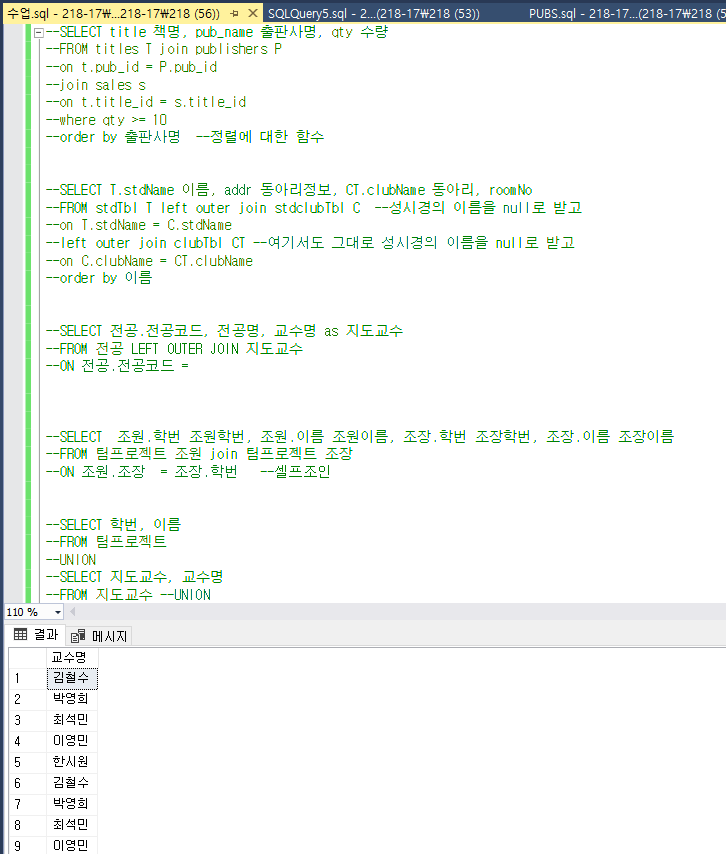 수업.sql - 218-17₩...218-17₩218 (56)) SQLQuery5.sql - 2...(218-17₩218 (53)) PUBS.sql - 218-17...(218-17₩218 (5
--SELECT title 책명, pub_name 출판사명, qty 수량
--FROM titles T join publishers P
--on t.pub_id = P.pub_id
--join sales s
--on t.title_id = s.title_id
--where qty >= 10
--order by 출판사명  --정렬에 대한 함수
--SELECT T.stdName 이름, addr 동아리정보, CT.clubName 동아리, roomNo
--FROM stdTbl T left outer join stdclubTbl C  --성시경의 이름을 null로 받고
--on T.stdName = C.stdName
--left outer join clubTbl CT --여기서도 그대로 성시경의 이름을 null로 받고
--on C.clubName = CT.clubName
--order by 이름
--SELECT 전공.전공코드, 전공명, 교수명 as 지도교수
--FROM 전공 LEFT OUTER JOIN 지도교수
--ON 전공.전공코드 =
--SELECT  조원.학번 조원학번, 조원.이름 조원이름, 조장.학번 조장학번, 조장.이름 조장이름
--FROM 팀프로젝트 조원 join 팀프로젝트 조장
--ON 조원.조장  = 조장.학번   --셀프조인
--SELECT 학번, 이름
--FROM 팀프로젝트
--UNION
--SELECT 지도교수, 교수명
--FROM 지도교수 --UNION
110 %
결과 메시지
교수명
1 김철수
2 박영희
3 최석민
4 이영민
5 한시원
6 김철수
7 박영희
8 최석민
9 이영민